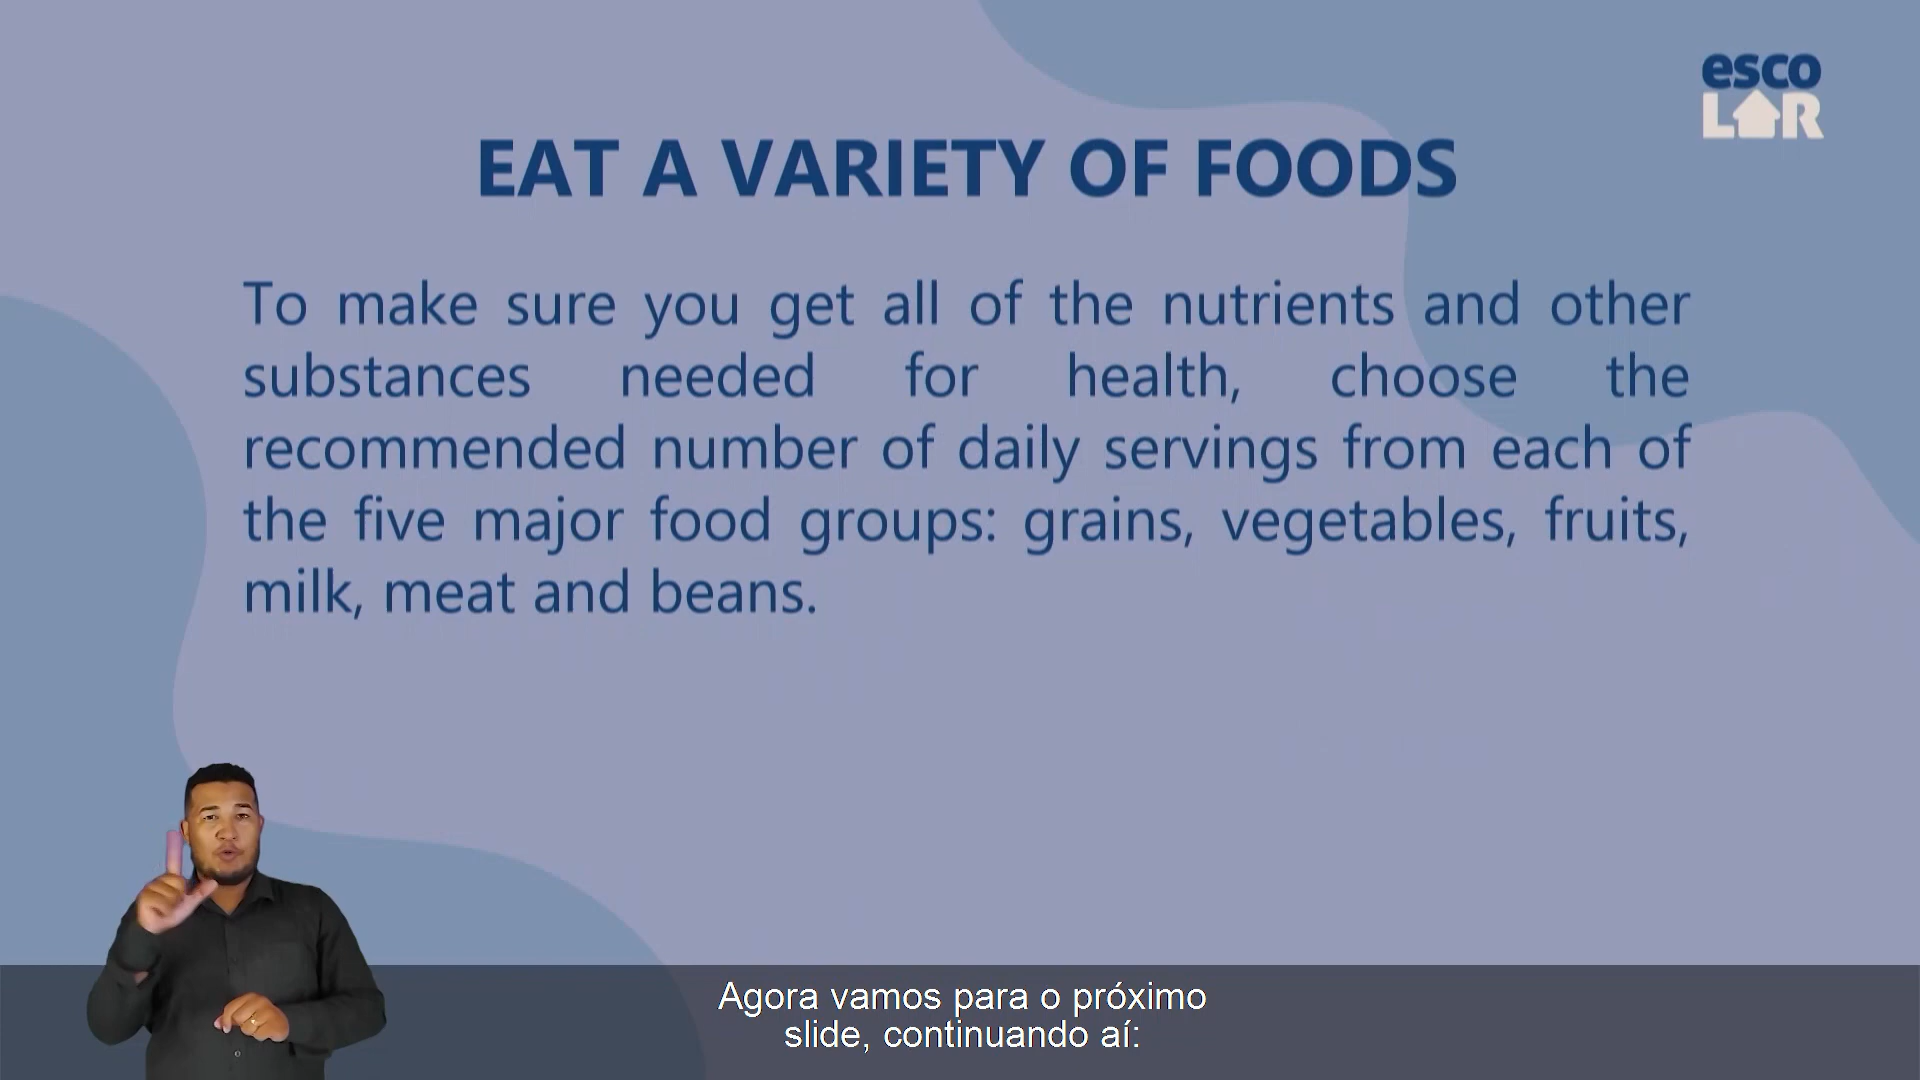 esco
LAR
EAT A VARIETY OF FOODS
To make sure you get all of the nutrients and other
substances needed for health, choose the
recommended number of daily servings from each of
the five major food groups: grains, vegetables, fruits,
milk, meat and beans.
Agora vamos para o próximo
slide, continuando aí: